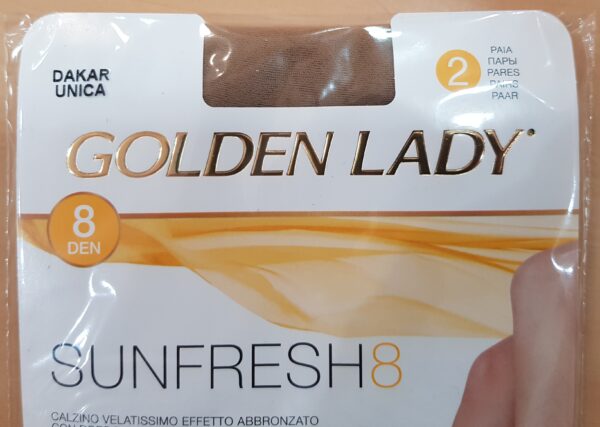 DAKAR
UNICA
2
PAIA
ПАРЫ
PARES
PAIRS
PAAR
GOLDEN LADY
8
DEN
SUNFRESH8
CALZINO VELATISSIMO EFFETTO ABBRONZATO